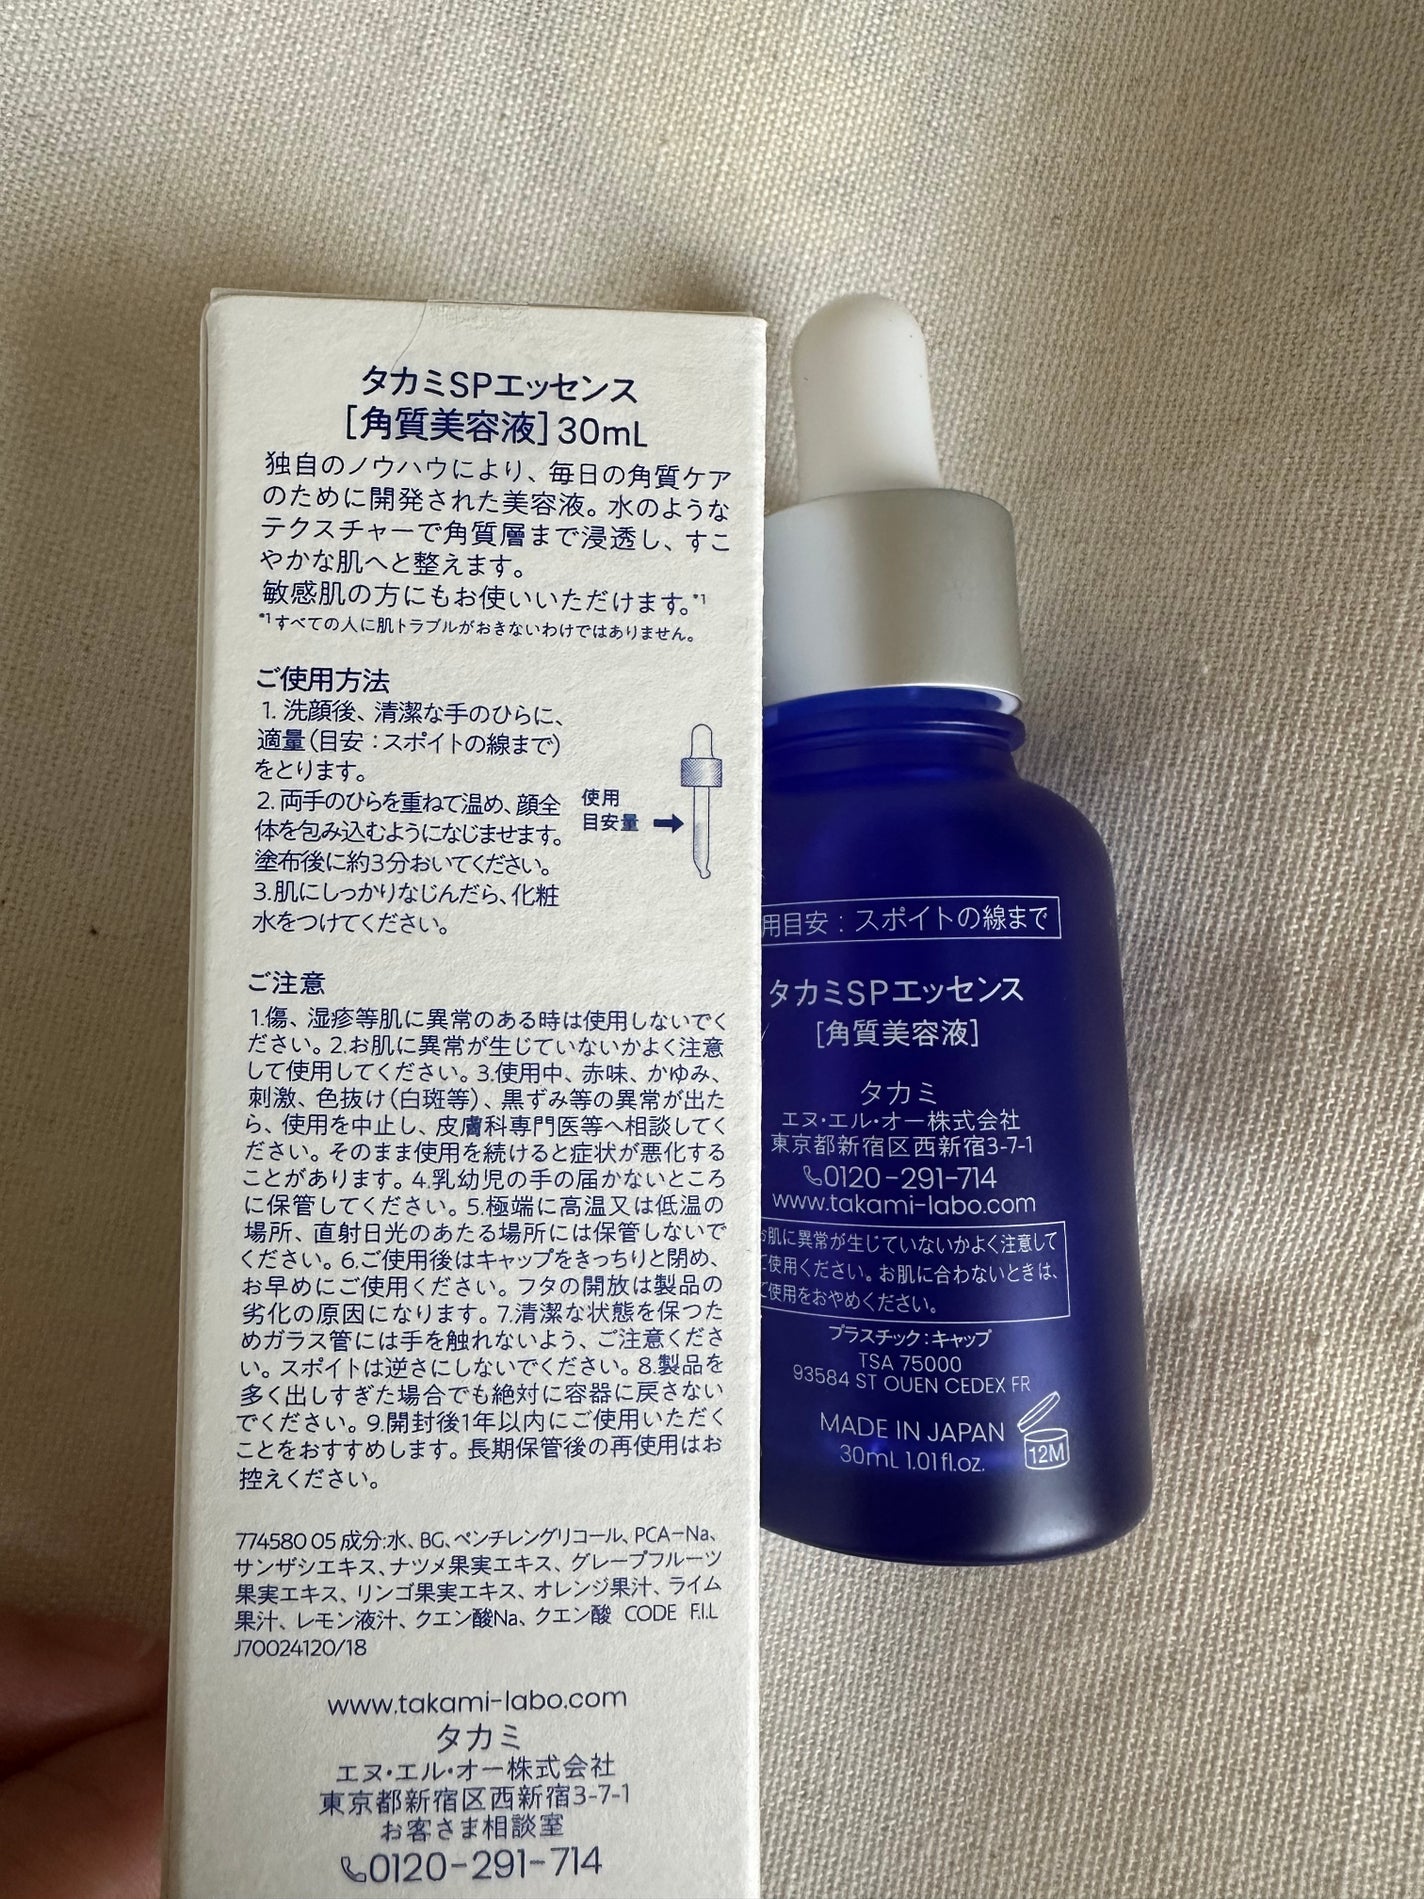 タカミSPエッセンス
[角質美容液] 30mL
独自のノウハウにより、毎日の角質ケア
のために開発された美容液。水のような
テクスチャーで角質層まで浸透し、すこ
やかな肌へと整えます。
敏感肌の方にもお使いいただけます。*1
*1すべての人に肌トラブルがおきないわけではありません。
ご使用方法
1. 洗顔後、清潔な手のひらに、
適量(目安:スポイトの線まで)
をとります。
2. 両手のひらを重ねて温め、顔全
体を包み込むようになじませます。
塗布後に約3分おいてください。
3.肌にしっかりなじんだら、化粧
水をつけてください。
使用
目安量
ご注意
1.傷、湿疹等肌に異常のある時は使用しないでく
ださい。2.お肌に異常が生じていないかよく注意
して使用してください。3.使用中、赤味、かゆみ、
刺激、色抜け(白斑等)、黒ずみ等の異常が出た
ら、使用を中止し、皮膚科専門医等へ相談してく
ださい。そのまま使用を続けると症状が悪化する
ことがあります。4.乳幼児の手の届かないところ
に保管してください。5.極端に高温又は低温の
場所、直射日光のあたる場所には保管しないで
ください。6.ご使用後はキャップをきっちりと閉め、
お早めにご使用ください。フタの開放は製品の
劣化の原因になります。7.清潔な状態を保つた
めガラス管には手を触れないよう、ご注意くださ
い。スポイトは逆さにしないでください。8.製品を
多く出しすぎた場合でも絶対に容器に戻さない
でください。9.開封後1年以内にご使用いただく
ことをおすすめします。長期保管後の再使用はお
控えください。
774580 05 成分:水、BG、ペンチレングリコール、PCA-Na、
サンザシエキス、ナツメ果実エキス、グレープフルーツ
果実エキス、リンゴ果実エキス、オレンジ果汁、ライム
果汁、レモン液汁、クエン酸Na、クエン酸 CODE F.I.L
J70024120/18
www.takami-labo.com
タカミ
エヌ・エル・オー株式会社
東京都新宿区西新宿3-7-1
お客さま相談室
0120-291-714
用目安:スポイトの線まで
タカミSPエッセンス
[角質美容液]
タカミ
エヌ・エル・オー株式会社
東京都新宿区西新宿3-7-1
0120-291-714
www.takami-labo.com
お肌に異常が生じていないかよく注意して
ご使用ください。お肌に合わないときは、
ご使用をおやめください。
プラスチック:キャップ
TSA 75000
93584 ST OUEN CEDEX FR
MADE IN JAPAN
30mL 1.01fl.oz.
12M